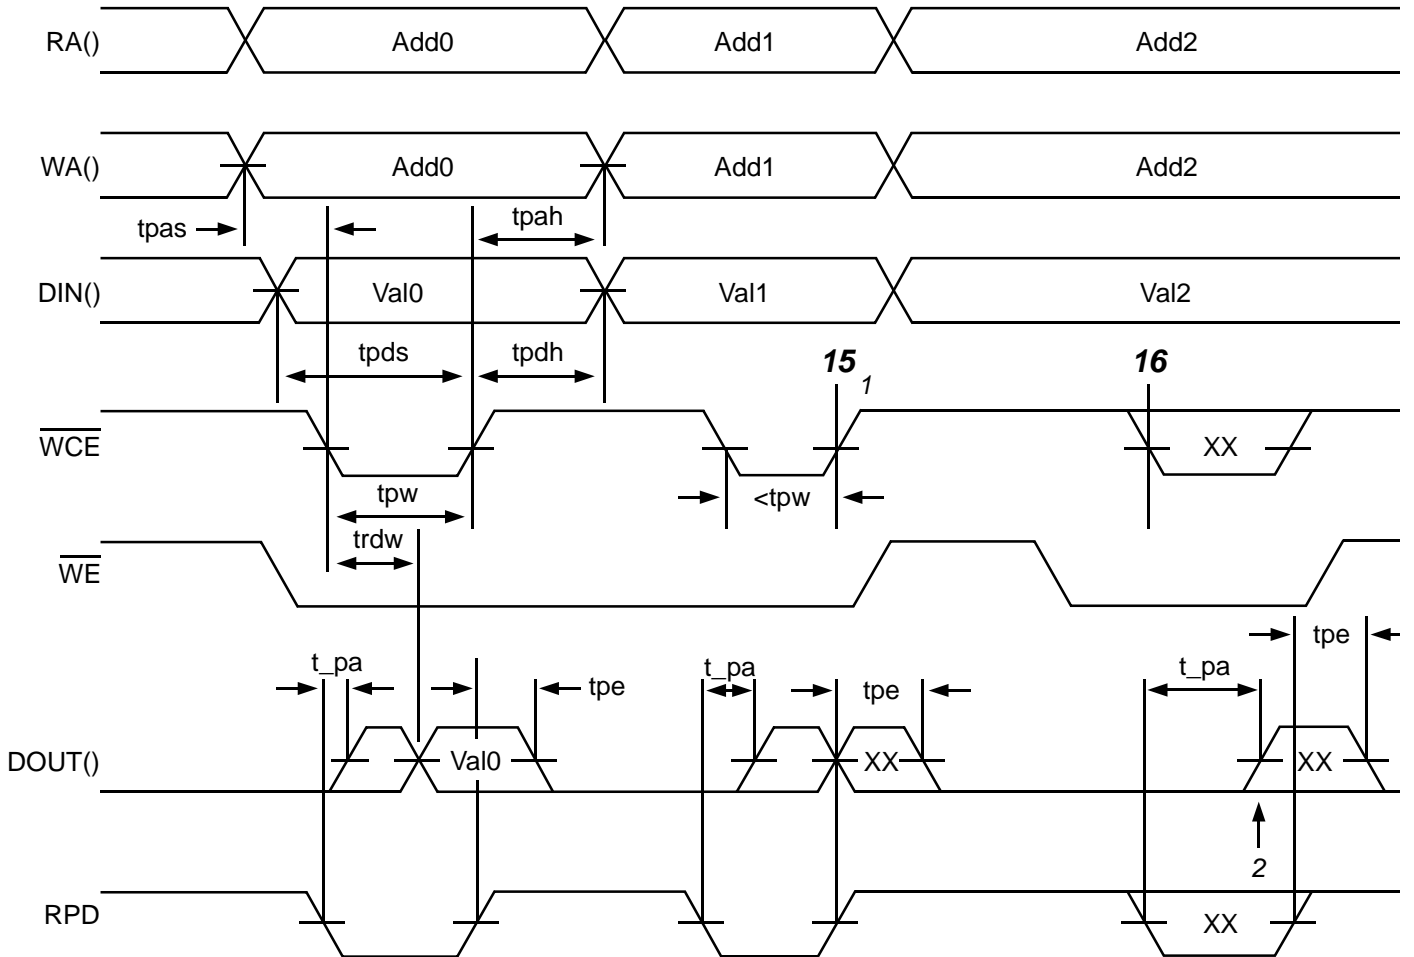 RA() Add0 Add1 Add2
WA() Add0 Add1 Add2
tpas tpah
DIN() Val0 Val1 Val2
tpds tpdh 15 1 16
WCE XX
tpw <tpw
trdw
WE
t_pa tpe t_pa tpe t_pa tpe
DOUT() Val0 XX XX
2
RPD XX